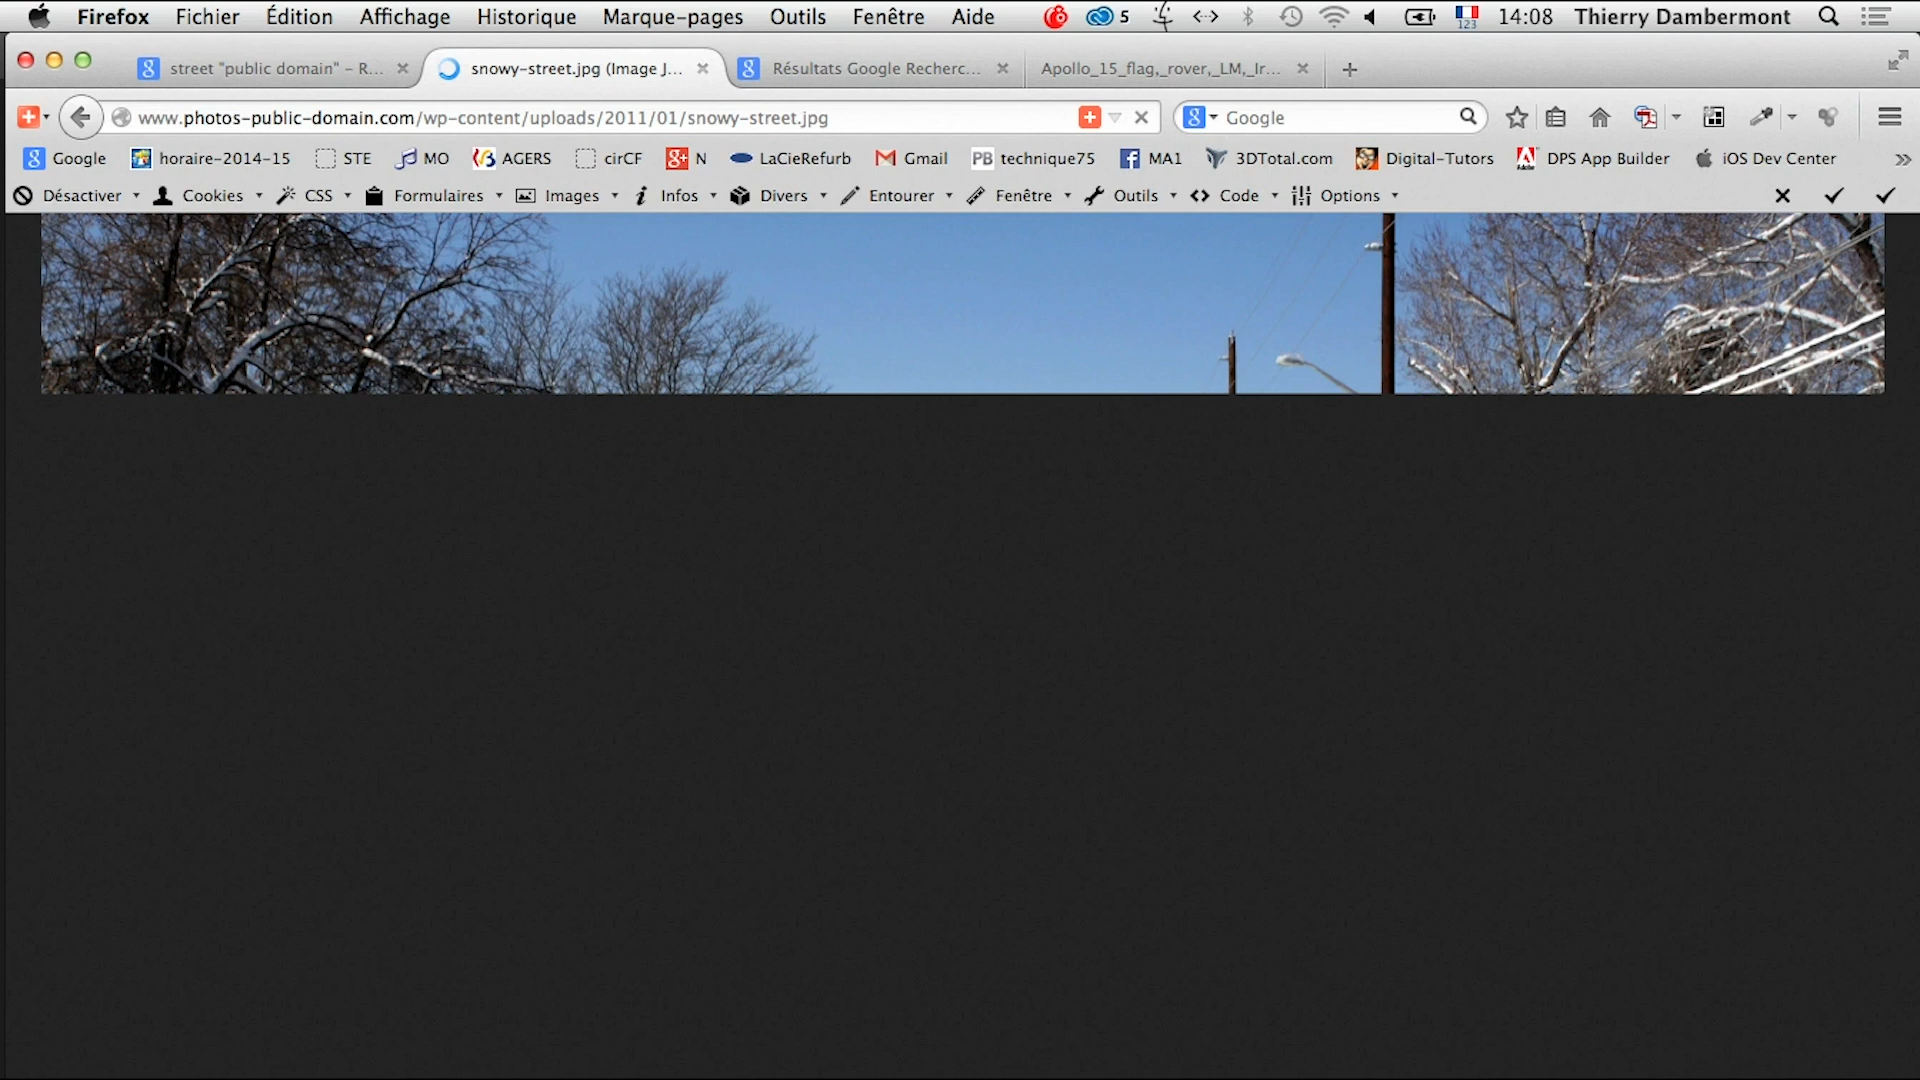 Firefox Fichier Édition Affichage Historique Marque-pages Outils Fenêtre Aide 5 123 14:08 Thierry Dambermont
street "public domain" – R... snowy-street.jpg (Image J... Résultats Google Recherc... Apollo_15_flag,_rover,_LM,_Ir...
www.photos-public-domain.com/wp-content/uploads/2011/01/snowy-street.jpg Google
Google horaire-2014-15 STE MO AGERS cirCF N LaCieRefurb Gmail PB technique75 MA1 3DTotal.com Digital-Tutors DPS App Builder iOS Dev Center
Désactiver Cookies CSS Formulaires Images Infos Divers Entourer Fenêtre Outils Code Options